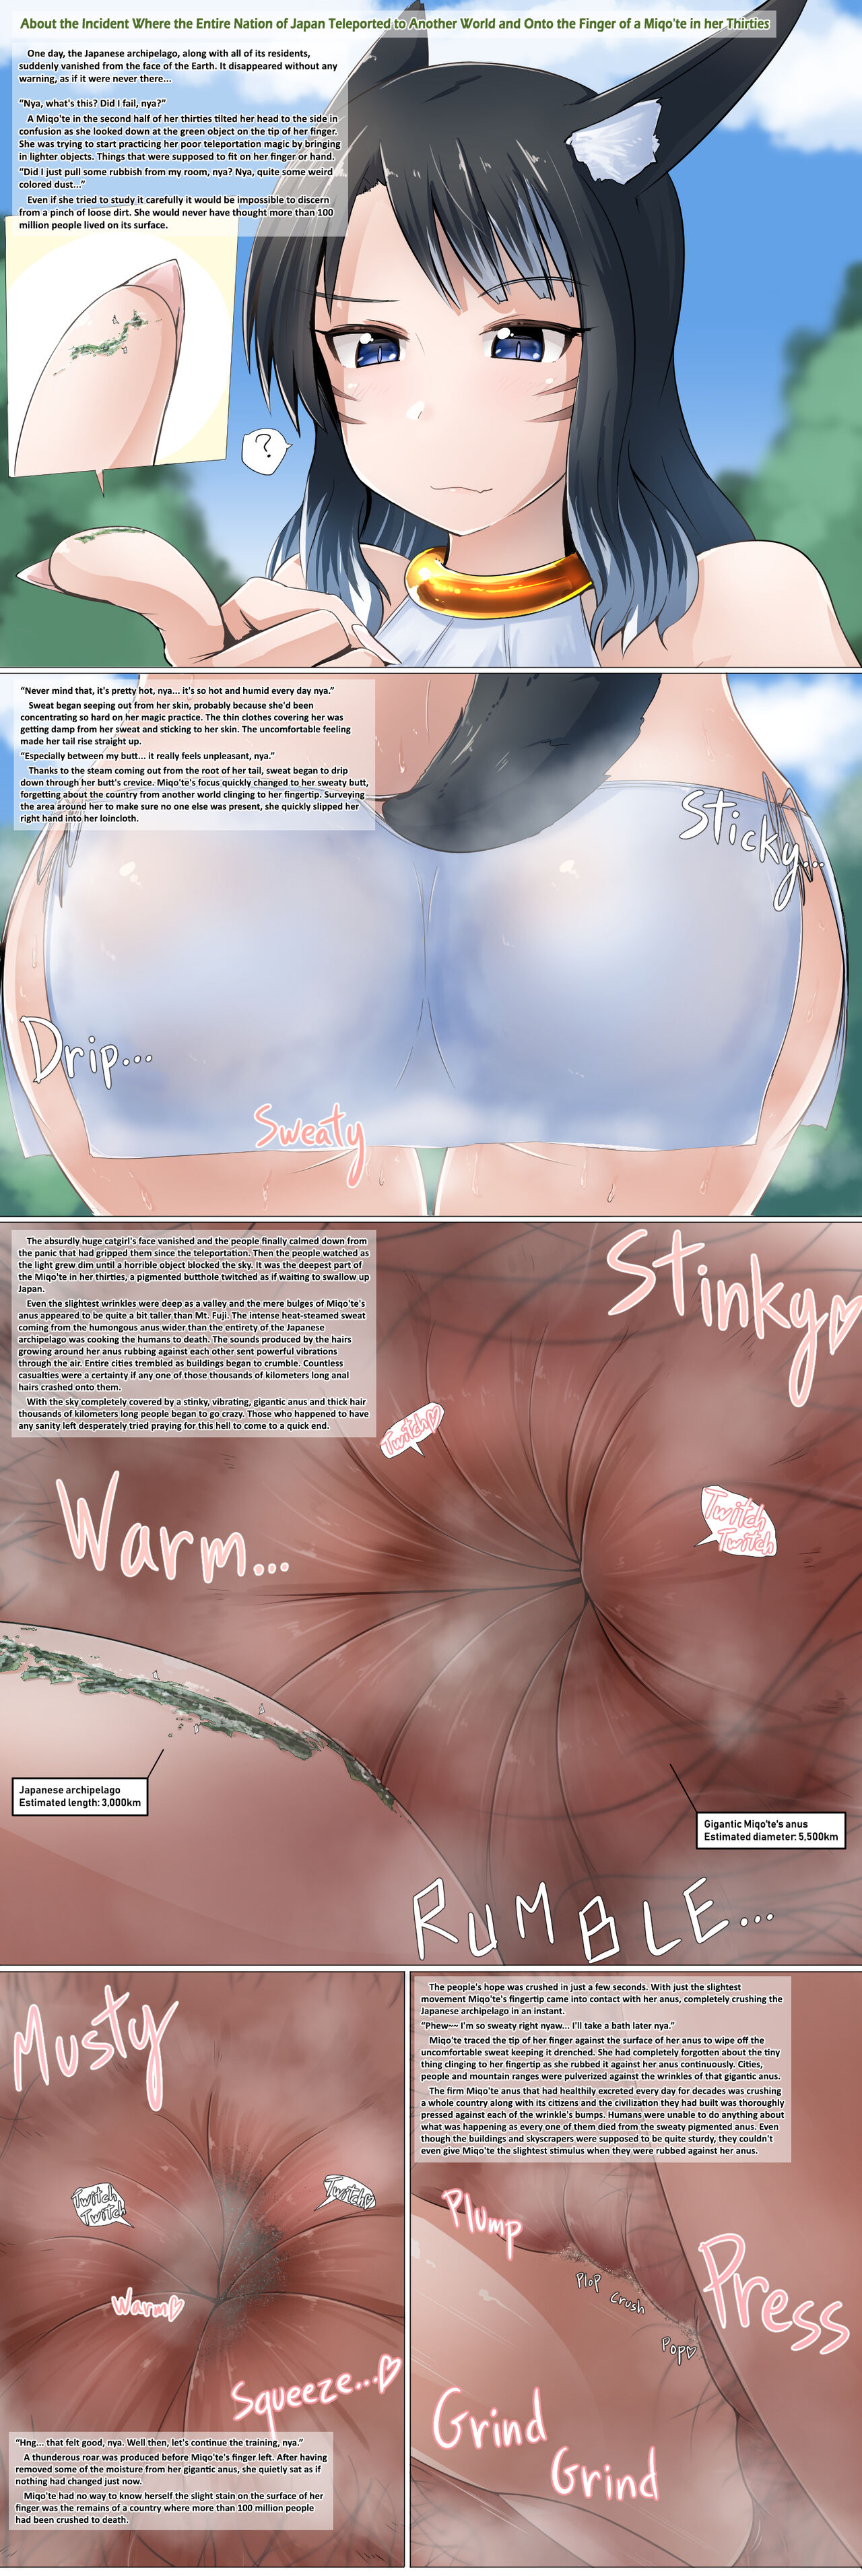 About the Incident Where the Entire Nation of Japan Teleported to Another World and Onto the Finger of a Miqo'te in her Thirties
One day, the Japanese archipelago, along with all of its residents,
suddenly vanished from the face of the Earth. It disappeared without any
warning, as if it were never there...
“Nya, what's this? Did I fail, nya?”
A Miqo'te in the second half of her thirties tilted her head to the side in
confusion as she looked down at the green object on the tip of her finger.
She was trying to start practicing her poor teleportation magic by bringing
in lighter objects. Things that were supposed to fit on her finger or hand.
“Did I just pull some rubbish from my room, nya? Nya, quite some weird
colored dust...”
Even if she tried to study it carefully it would be impossible to discern
from a pinch of loose dirt. She would never have thought more than 100
million people lived on its surface.
?
“Never mind that, it's pretty hot, nya... it's so hot and humid every day nya.”
Sweat began seeping out from her skin, probably because she'd been
concentrating so hard on her magic practice. The thin clothes covering her was
getting damp from her sweat and sticking to her skin. The uncomfortable feeling
made her tail rise straight up.
“Especially between my butt... it really feels unpleasant, nya.”
Thanks to the steam coming out from the root of her tail, sweat began to drip
down through her butt's crevice. Miqo'te's focus quickly changed to her sweaty butt,
forgetting about the country from another world clinging to her fingertip. Surveying
the area around her to make sure no one else was present, she quickly slipped her
right hand into her loincloth.
Sticky...
Drip...
Sweaty
The absurdly huge catgirl's face vanished and the people finally calmed down from
the panic that had gripped them since the teleportation. Then the people watched as
the light grew dim until a horrible object blocked the sky. It was the deepest part of
the Miqo'te in her thirties, a pigmented butthole twitched as if waiting to swallow up
Japan.
Even the slightest wrinkles were deep as a valley and the mere bulges of Miqo'te's
anus appeared to be quite a bit taller than Mt. Fuji. The intense heat-steamed sweat
coming from the humongous anus wider than the entirety of the Japanese
archipelago was cooking the humans to death. The sounds produced by the hairs
growing around her anus rubbing against each other sent powerful vibrations
through the air. Entire cities trembled as buildings began to crumble. Countless
casualties were a certainty if any one of those thousands of kilometers long anal
hairs crashed onto them.
With the sky completely covered by a stinky, vibrating, gigantic anus and thick hair
thousands of kilometers long people began to go crazy. Those who happened to have
any sanity left desperately tried praying for this hell to come to a quick end.
Stinky♡
Twitch♡
Warm...
Twitch
Twitch
Japanese archipelago
Estimated length: 3,000km
Gigantic Miqo'te's anus
Estimated diameter: 5,500km
RUMBLE...
Musty
Twitch
Twitch
Twitch♡
Warm♡
Squeeze...♡
“Hng... that felt good, nya. Well then, let's continue the training, nya.”
A thunderous roar was produced before Miqo'te's finger left. After having
removed some of the moisture from her gigantic anus, she quietly sat as if
nothing had changed just now.
Miqo'te had no way to know herself the slight stain on the surface of her
finger was the remains of a country where more than 100 million people
had been crushed to death.
The people's hope was crushed in just a few seconds. With just the slightest
movement Miqo'te's fingertip came into contact with her anus, completely crushing the
Japanese archipelago in an instant.
“Phew~~ I'm so sweaty right nyaw... I'll take a bath later nya.”
Miqo'te traced the tip of her finger against the surface of her anus to wipe off the
uncomfortable sweat keeping it drenched. She had completely forgotten about the tiny
thing clinging to her fingertip as she rubbed it against her anus continuously. Cities,
people and mountain ranges were pulverized against the wrinkles of that gigantic anus.
The firm Miqo'te anus that had healthily excreted every day for decades was crushing
a whole country along with its citizens and the civilization they had built was thoroughly
pressed against each of the wrinkle's bumps. Humans were unable to do anything about
what was happening as every one of them died from the sweaty pigmented anus. Even
though the buildings and skyscrapers were supposed to be quite sturdy, they couldn't
even give Miqo'te the slightest stimulus when they were rubbed against her anus.
Plump
Plop
Crush
Pop♡
Press
Grind
Grind